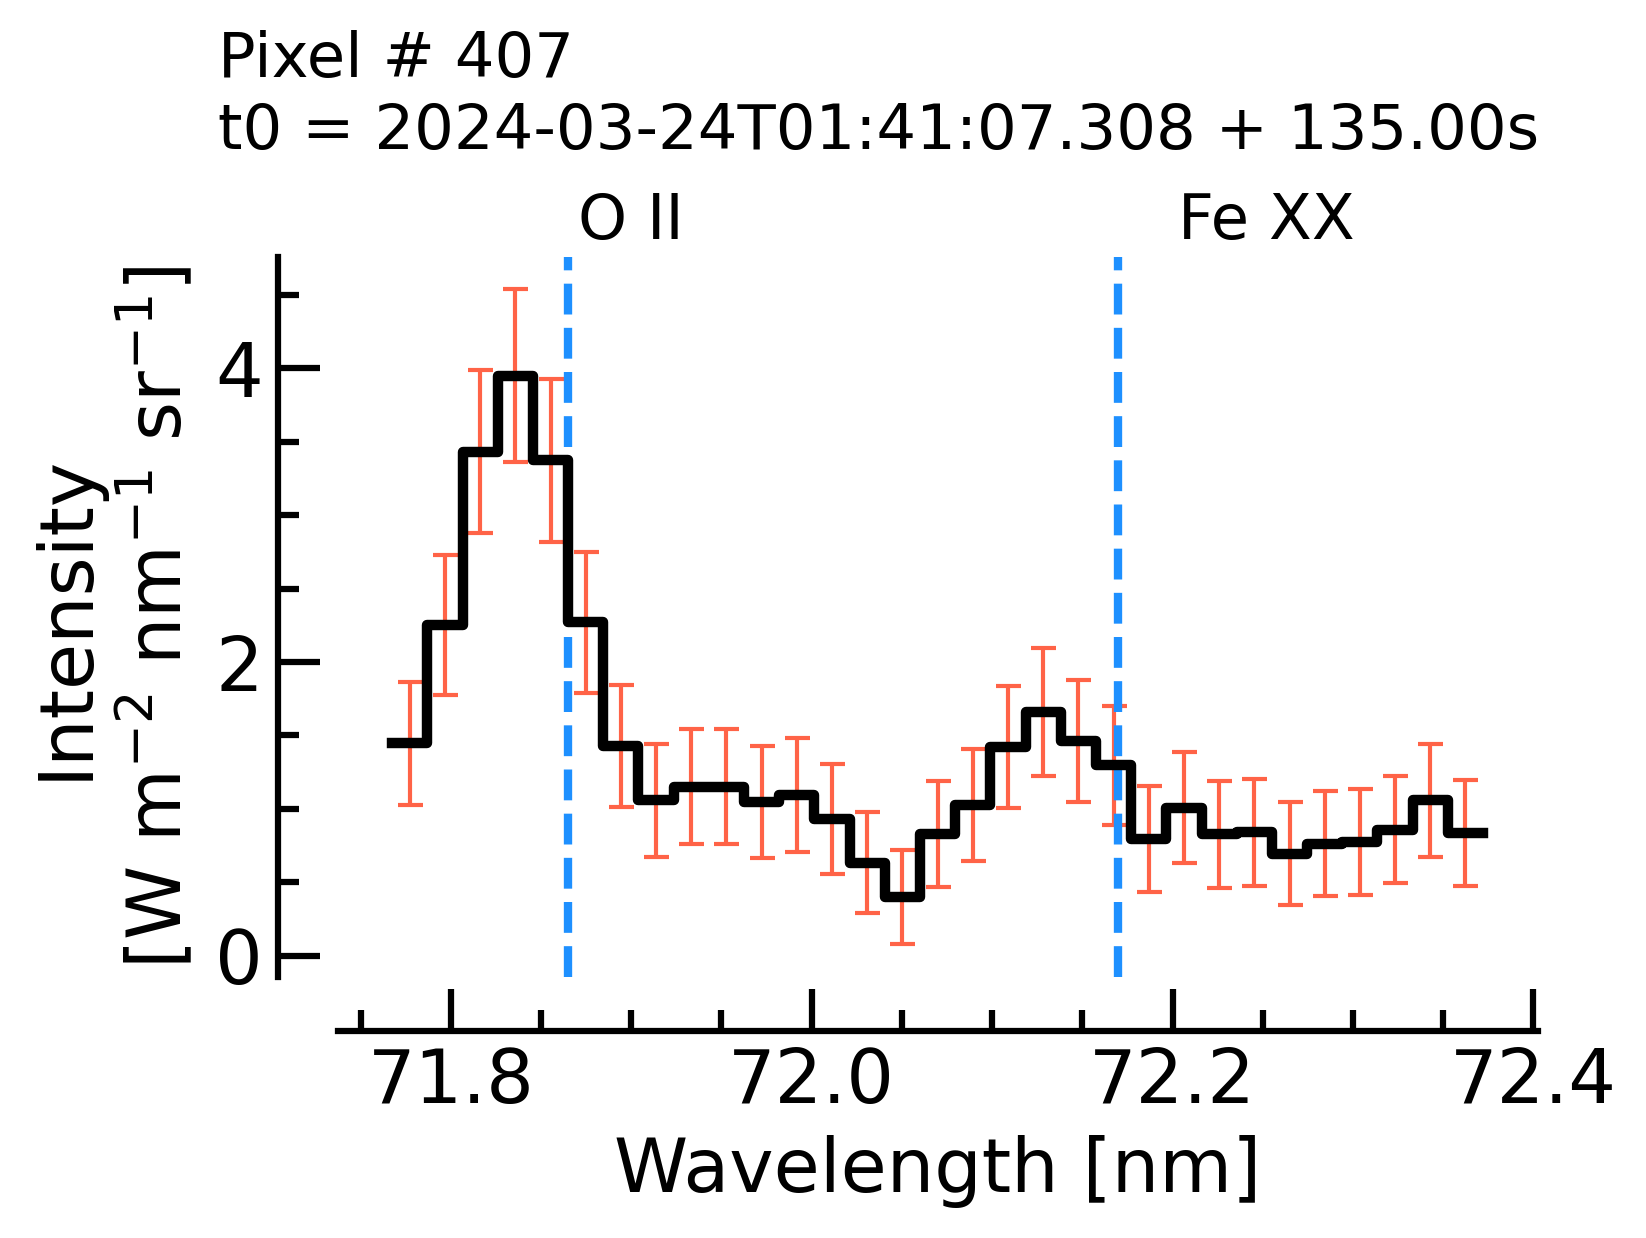 Pixel # 407
t0 = 2024-03-24T01:41:07.308 + 135.00s
O II
Fe XX
Intensity
[W m⁻² nm⁻¹ sr⁻¹]
4
2
0
71.8
72.0
72.2
72.4
Wavelength [nm]